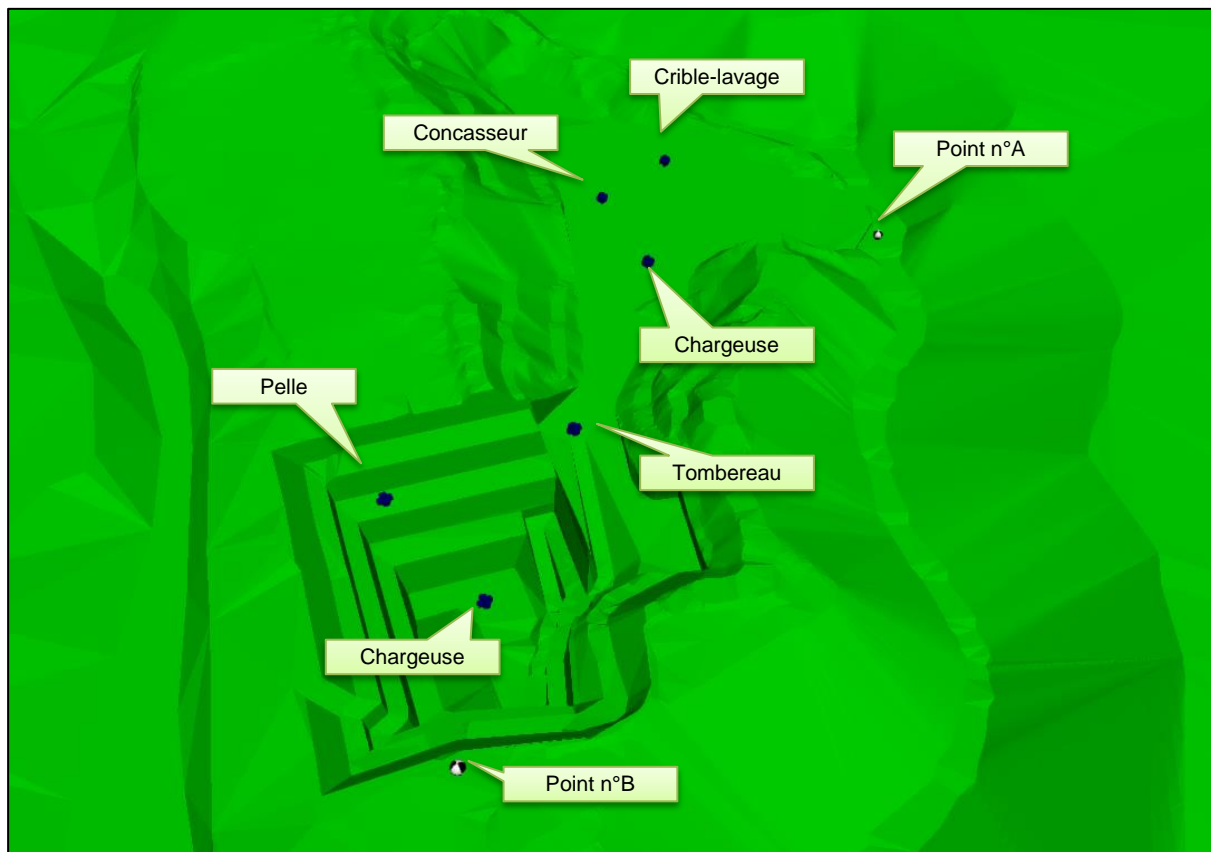 Crible-lavage
Concasseur
Point n°A
Chargeuse
Pelle
Tombereau
Chargeuse
Point n°B